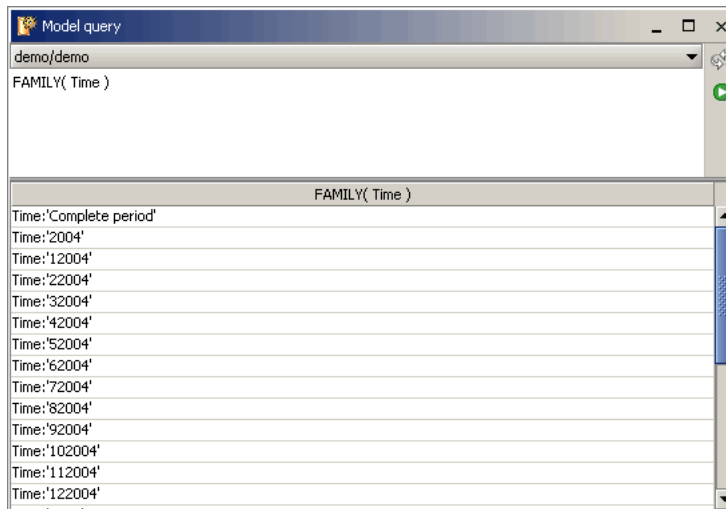 Model query
demo/demo
FAMILY( Time )
FAMILY( Time )
Time:'Complete period'
Time:'2004'
Time:'12004'
Time:'22004'
Time:'32004'
Time:'42004'
Time:'52004'
Time:'62004'
Time:'72004'
Time:'82004'
Time:'92004'
Time:'102004'
Time:'112004'
Time:'122004'